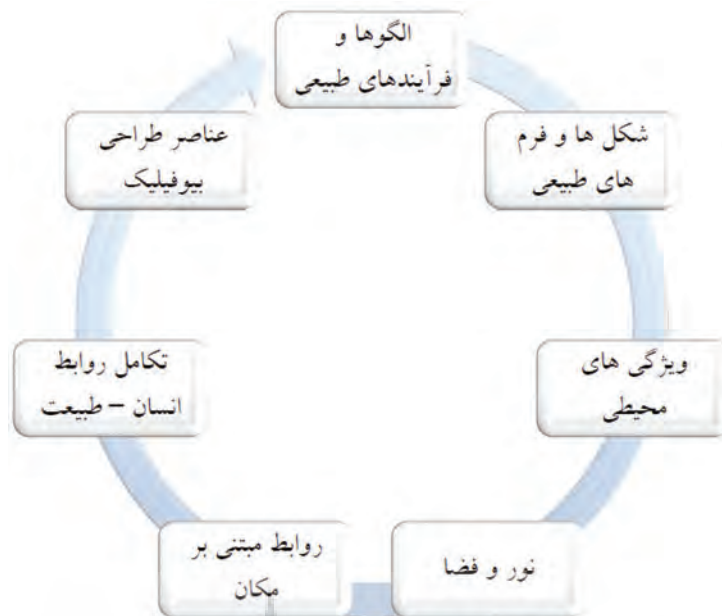 الگوها و
فرآیندهای طبیعی
شکل ها و فرم
های طبیعی
ویژگی های
محیطی
نور و فضا
روابط مبتنی بر
مکان
تکامل روابط
انسان – طبیعت
عناصر طراحی
بیوفیلیک